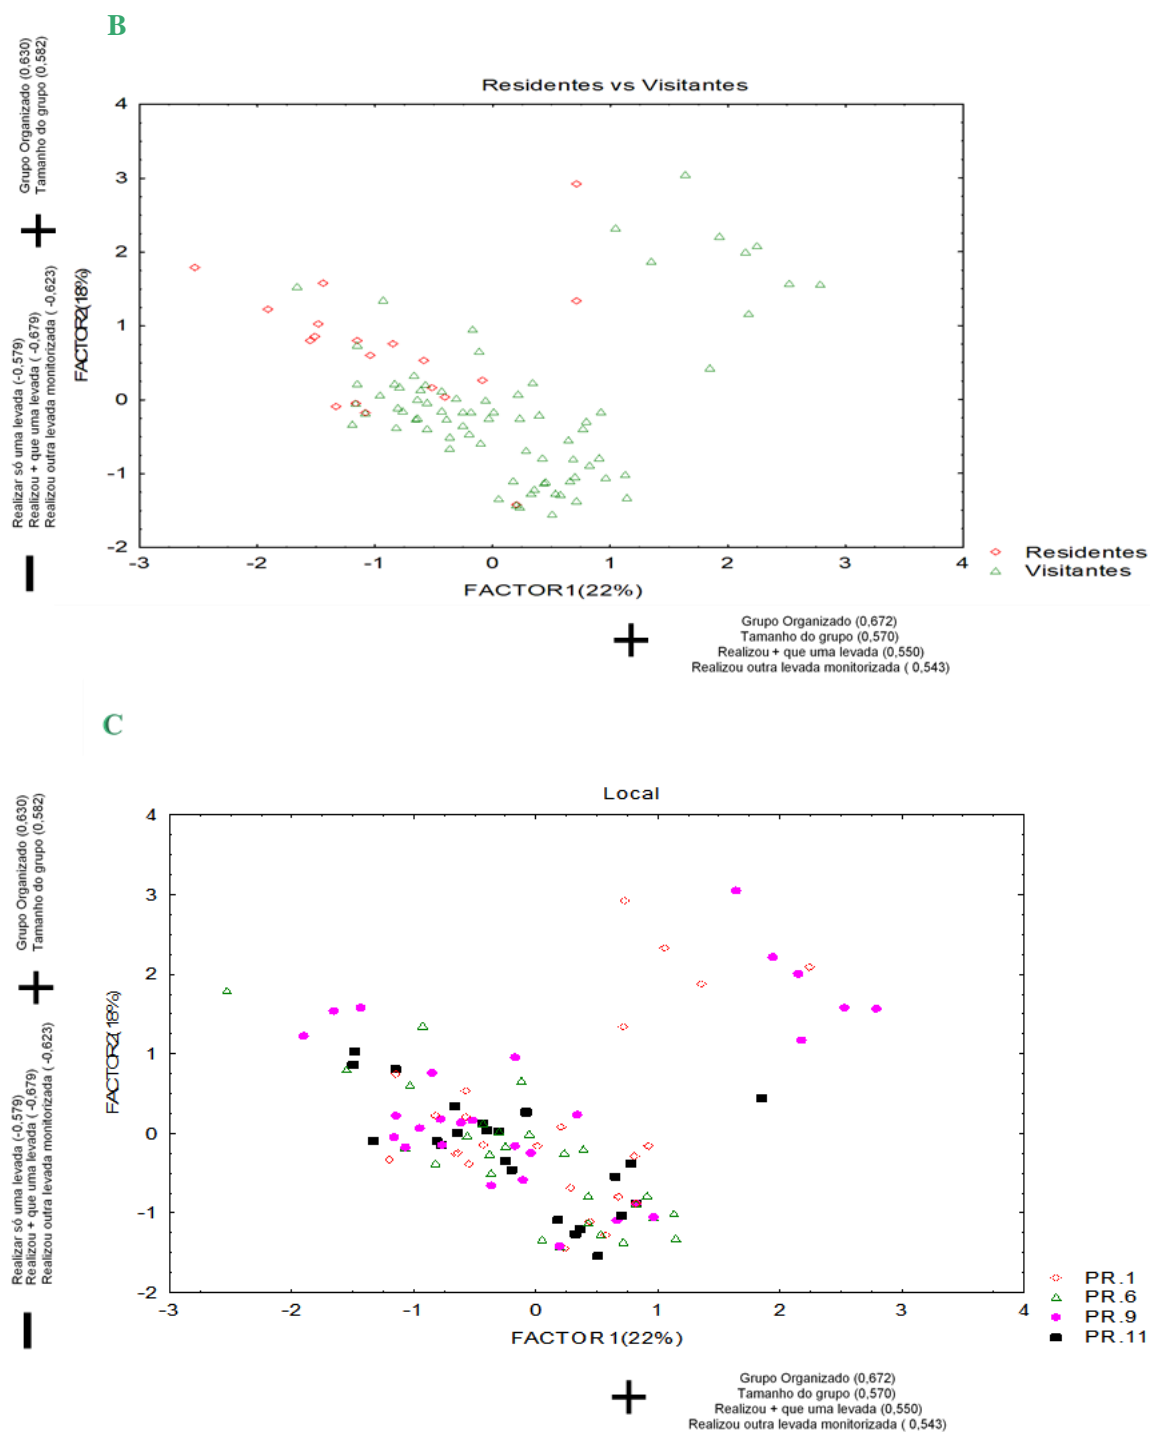 B
Grupo Organizado (0,630)
Tamanho do grupo (0,582)
+
Realizar só uma levada (-0,579)
Realizou + que uma levada ( -0,679)
Realizou outra levada monitorizada ( -0,623)
Residentes vs Visitantes
4
3
2
1
0
-1
-2
FACTOR2(18%)
-3 -2 -1 0 1 2 3 4
FACTOR1(22%)
Residentes
Visitantes
+
Grupo Organizado (0,672)
Tamanho do grupo (0,570)
Realizou + que uma levada (0,550)
Realizou outra levada monitorizada ( 0,543)
C
Grupo Organizado (0,630)
Tamanho do grupo (0,582)
+
Realizar só uma levada (-0,579)
Realizou + que uma levada ( -0,679)
Realizou outra levada monitorizada ( -0,623)
Local
4
3
2
1
0
-1
-2
FACTOR2(18%)
-3 -2 -1 0 1 2 3 4
FACTOR1(22%)
PR.1
PR.6
PR.9
PR.11
+
Grupo Organizado (0,672)
Tamanho do grupo (0,570)
Realizou + que uma levada (0,550)
Realizou outra levada monitorizada ( 0,543)